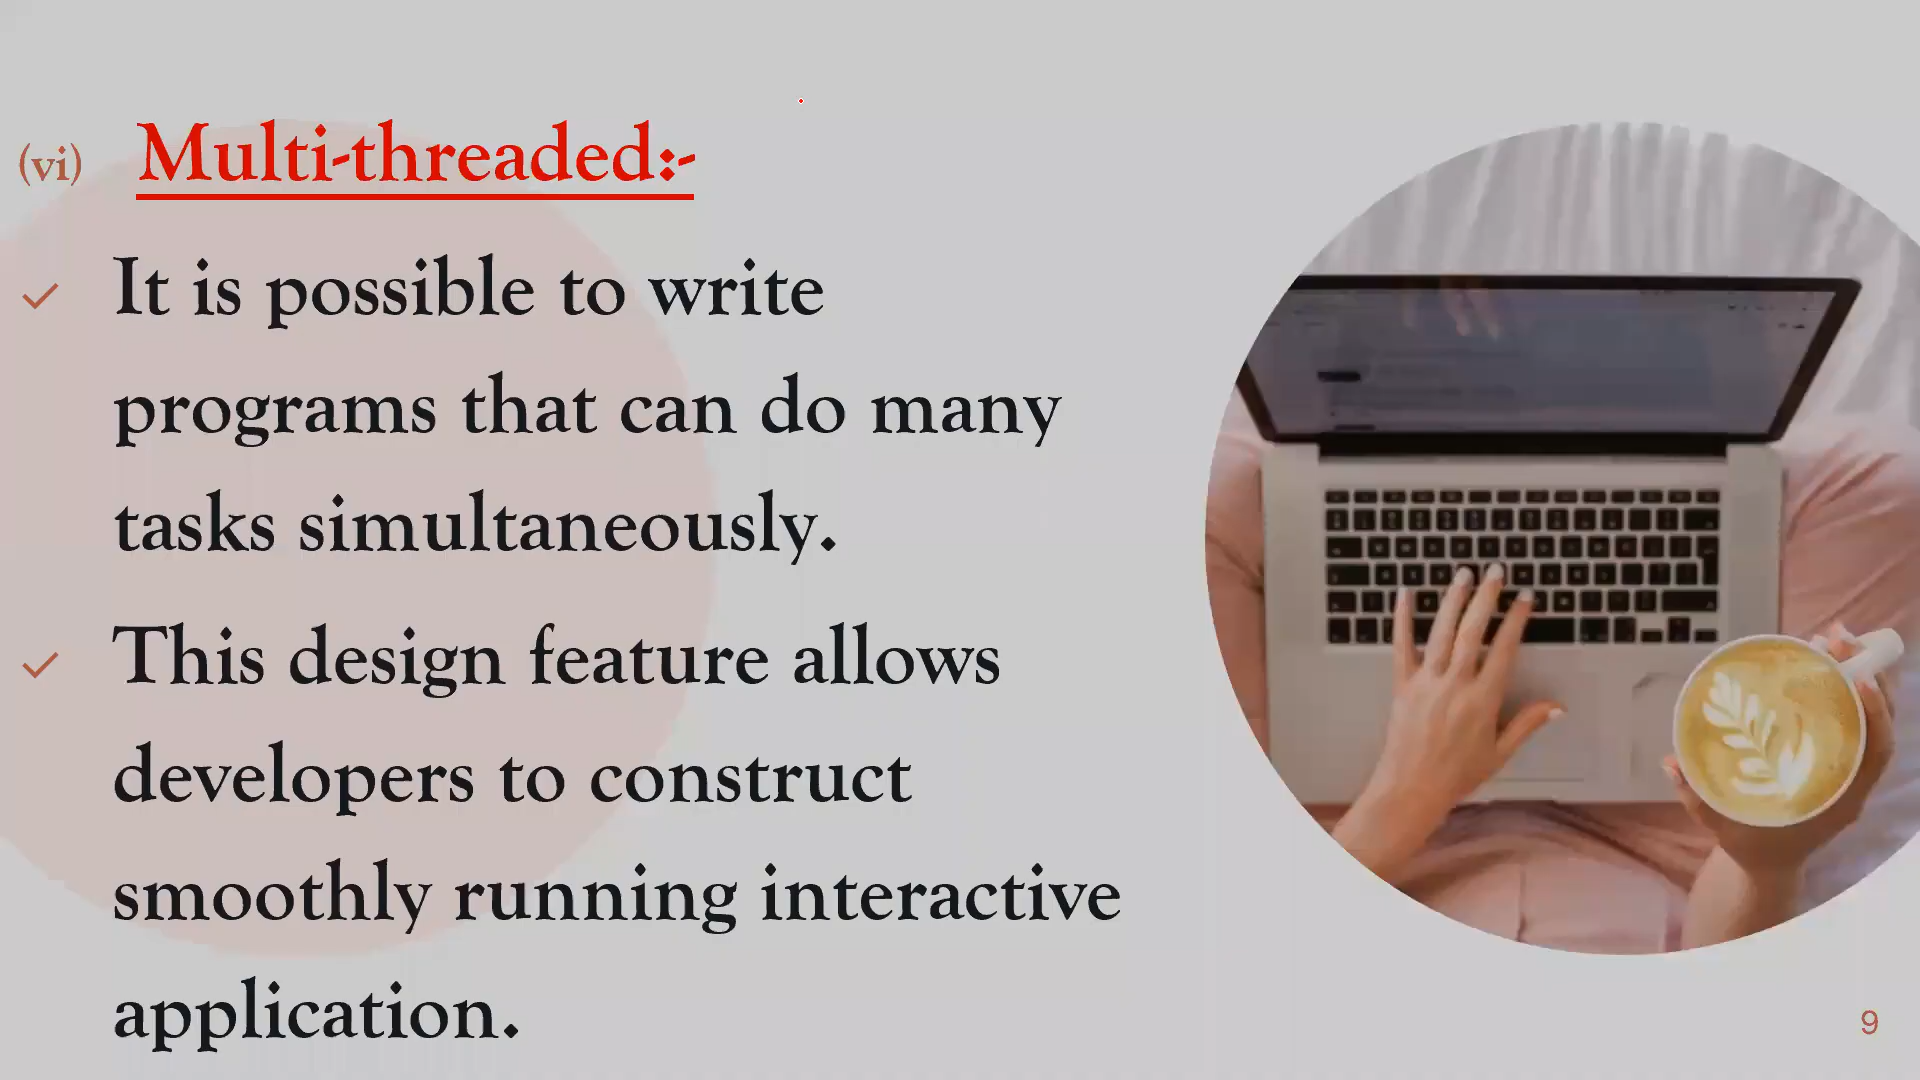 (vi) Multi-threaded:-
It is possible to write
programs that can do many
tasks simultaneously.
This design feature allows
developers to construct
smoothly running interactive
application.
9